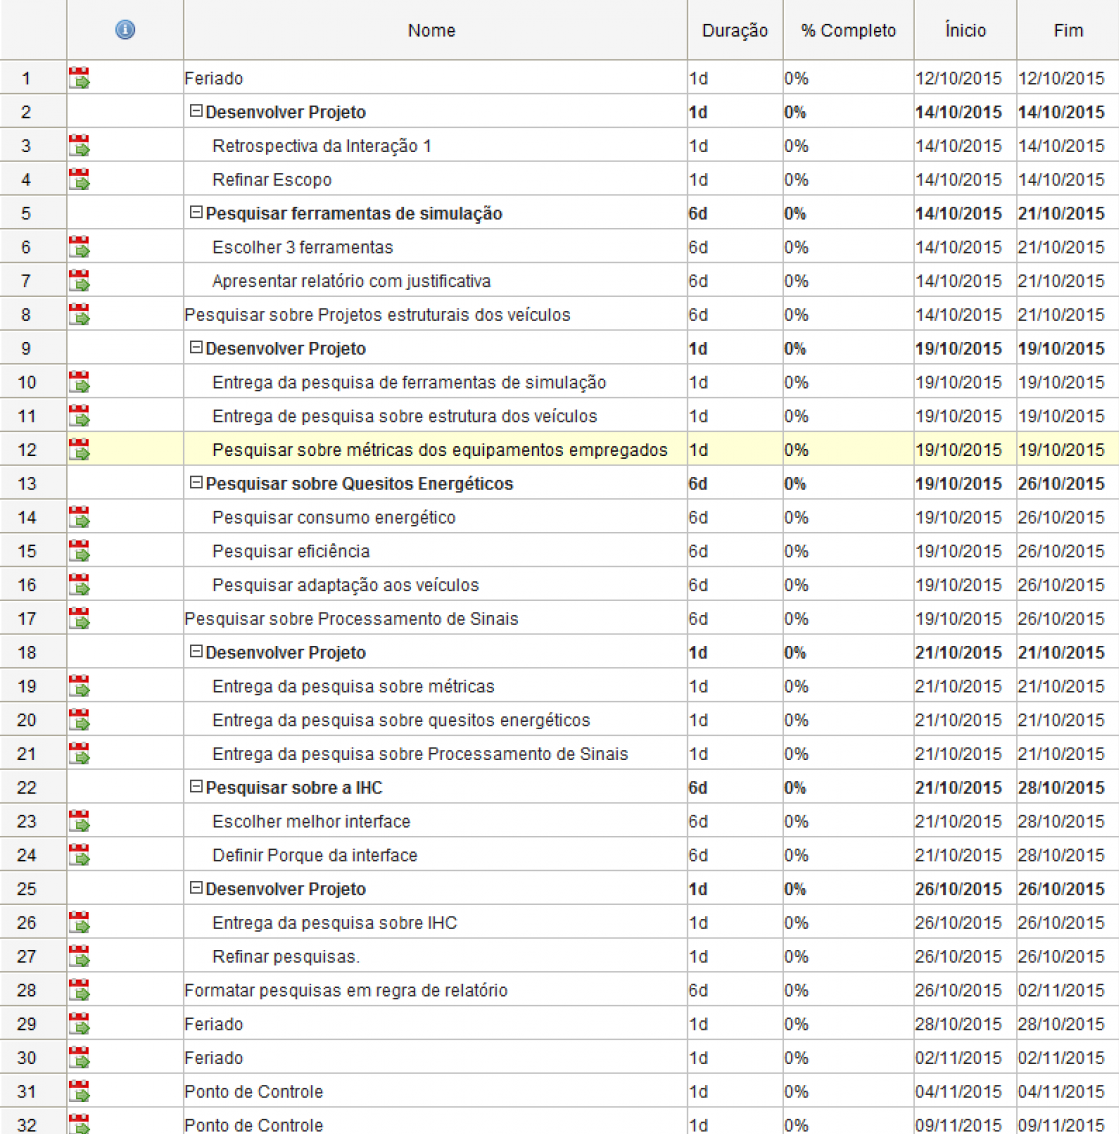 Nome Duração % Completo Ínicio Fim
1 Feriado 1d 0% 12/10/2015 12/10/2015
2 Desenvolver Projeto 1d 0% 14/10/2015 14/10/2015
3 Retrospectiva da Interação 1 1d 0% 14/10/2015 14/10/2015
4 Refinar Escopo 1d 0% 14/10/2015 14/10/2015
5 Pesquisar ferramentas de simulação 6d 0% 14/10/2015 21/10/2015
6 Escolher 3 ferramentas 6d 0% 14/10/2015 21/10/2015
7 Apresentar relatório com justificativa 6d 0% 14/10/2015 21/10/2015
8 Pesquisar sobre Projetos estruturais dos veículos 6d 0% 14/10/2015 21/10/2015
9 Desenvolver Projeto 1d 0% 19/10/2015 19/10/2015
10 Entrega da pesquisa de ferramentas de simulação 1d 0% 19/10/2015 19/10/2015
11 Entrega de pesquisa sobre estrutura dos veículos 1d 0% 19/10/2015 19/10/2015
12 Pesquisar sobre métricas dos equipamentos empregados 1d 0% 19/10/2015 19/10/2015
13 Pesquisar sobre Quesitos Energéticos 6d 0% 19/10/2015 26/10/2015
14 Pesquisar consumo energético 6d 0% 19/10/2015 26/10/2015
15 Pesquisar eficiência 6d 0% 19/10/2015 26/10/2015
16 Pesquisar adaptação aos veículos 6d 0% 19/10/2015 26/10/2015
17 Pesquisar sobre Processamento de Sinais 6d 0% 19/10/2015 26/10/2015
18 Desenvolver Projeto 1d 0% 21/10/2015 21/10/2015
19 Entrega da pesquisa sobre métricas 1d 0% 21/10/2015 21/10/2015
20 Entrega da pesquisa sobre quesitos energéticos 1d 0% 21/10/2015 21/10/2015
21 Entrega da pesquisa sobre Processamento de Sinais 1d 0% 21/10/2015 21/10/2015
22 Pesquisar sobre a IHC 6d 0% 21/10/2015 28/10/2015
23 Escolher melhor interface 6d 0% 21/10/2015 28/10/2015
24 Definir Porque da interface 6d 0% 21/10/2015 28/10/2015
25 Desenvolver Projeto 1d 0% 26/10/2015 26/10/2015
26 Entrega da pesquisa sobre IHC 1d 0% 26/10/2015 26/10/2015
27 Refinar pesquisas. 1d 0% 26/10/2015 26/10/2015
28 Formatar pesquisas em regra de relatório 6d 0% 26/10/2015 02/11/2015
29 Feriado 1d 0% 28/10/2015 28/10/2015
30 Feriado 1d 0% 02/11/2015 02/11/2015
31 Ponto de Controle 1d 0% 04/11/2015 04/11/2015
32 Ponto de Controle 1d 0% 09/11/2015 09/11/2015